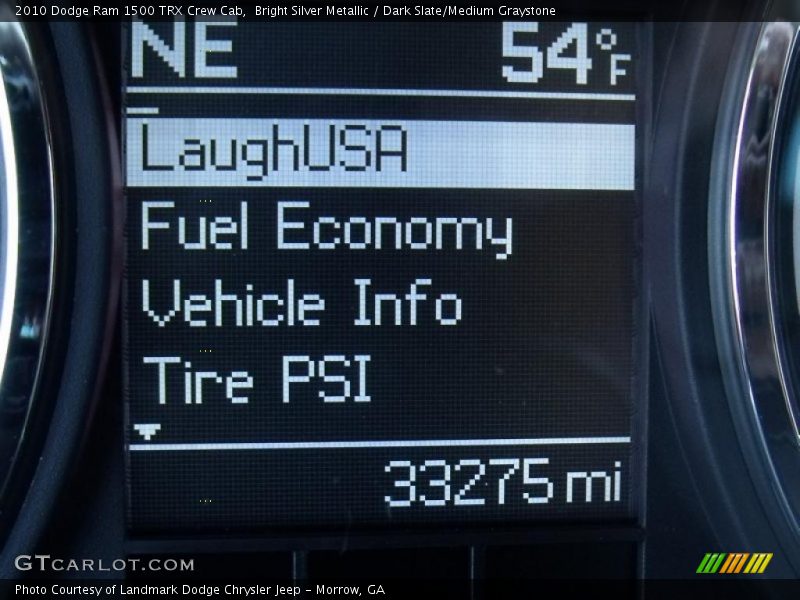 2010 Dodge Ram 1500 TRX Crew Cab,  Bright Silver Metallic / Dark Slate/Medium Graystone
NE 54°F
LaughUSA
Fuel Economy
Vehicle Info
Tire PSI
33275 mi
GTCARLOT.COM
Photo Courtesy of Landmark Dodge Chrysler Jeep - Morrow, GA